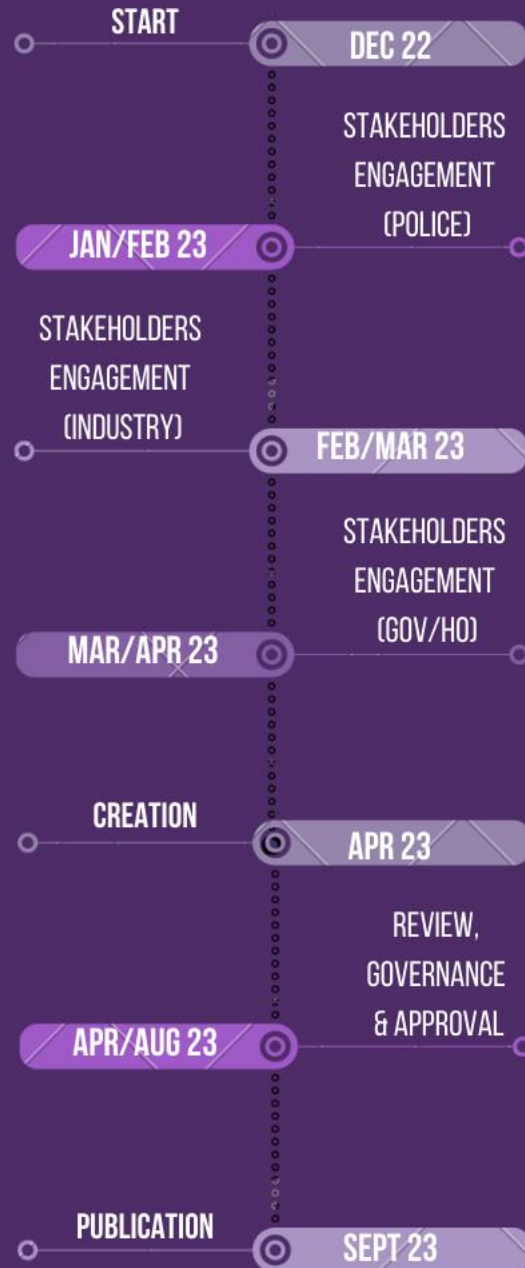 START
DEC 22
STAKEHOLDERS
ENGAGEMENT
(POLICE)
JAN/FEB 23
STAKEHOLDERS
ENGAGEMENT
(INDUSTRY)
FEB/MAR 23
STAKEHOLDERS
ENGAGEMENT
(GOV/HO)
MAR/APR 23
CREATION
APR 23
REVIEW,
GOVERNANCE
& APPROVAL
APR/AUG 23
PUBLICATION
SEPT 23